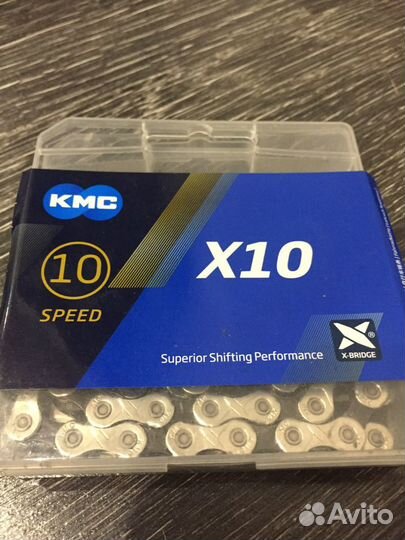 KMC
10
SPEED
X10
X-BRIDGE
Superior Shifting Performance
Avito